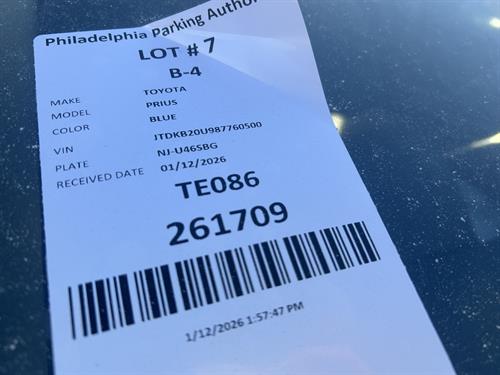 Philadelphia Parking Author
LOT # 7
B-4
MAKE TOYOTA
MODEL PRIUS
COLOR BLUE
VIN JTDKB20U987760500
PLATE NJ-U46SBG
RECEIVED DATE 01/12/2026
TE086
261709
1/12/2026 1:57:47 PM